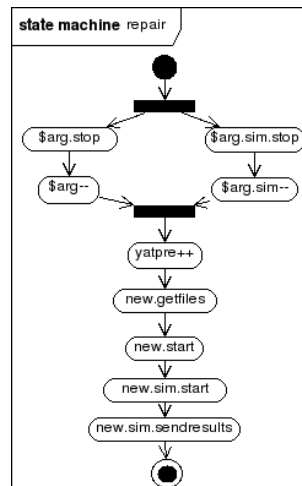 state machine repair
$arg.stop
$arg.sim.stop
$arg--
$arg.sim--
yatpre++
new.getfiles
new.start
new.sim.start
new.sim.sendresults